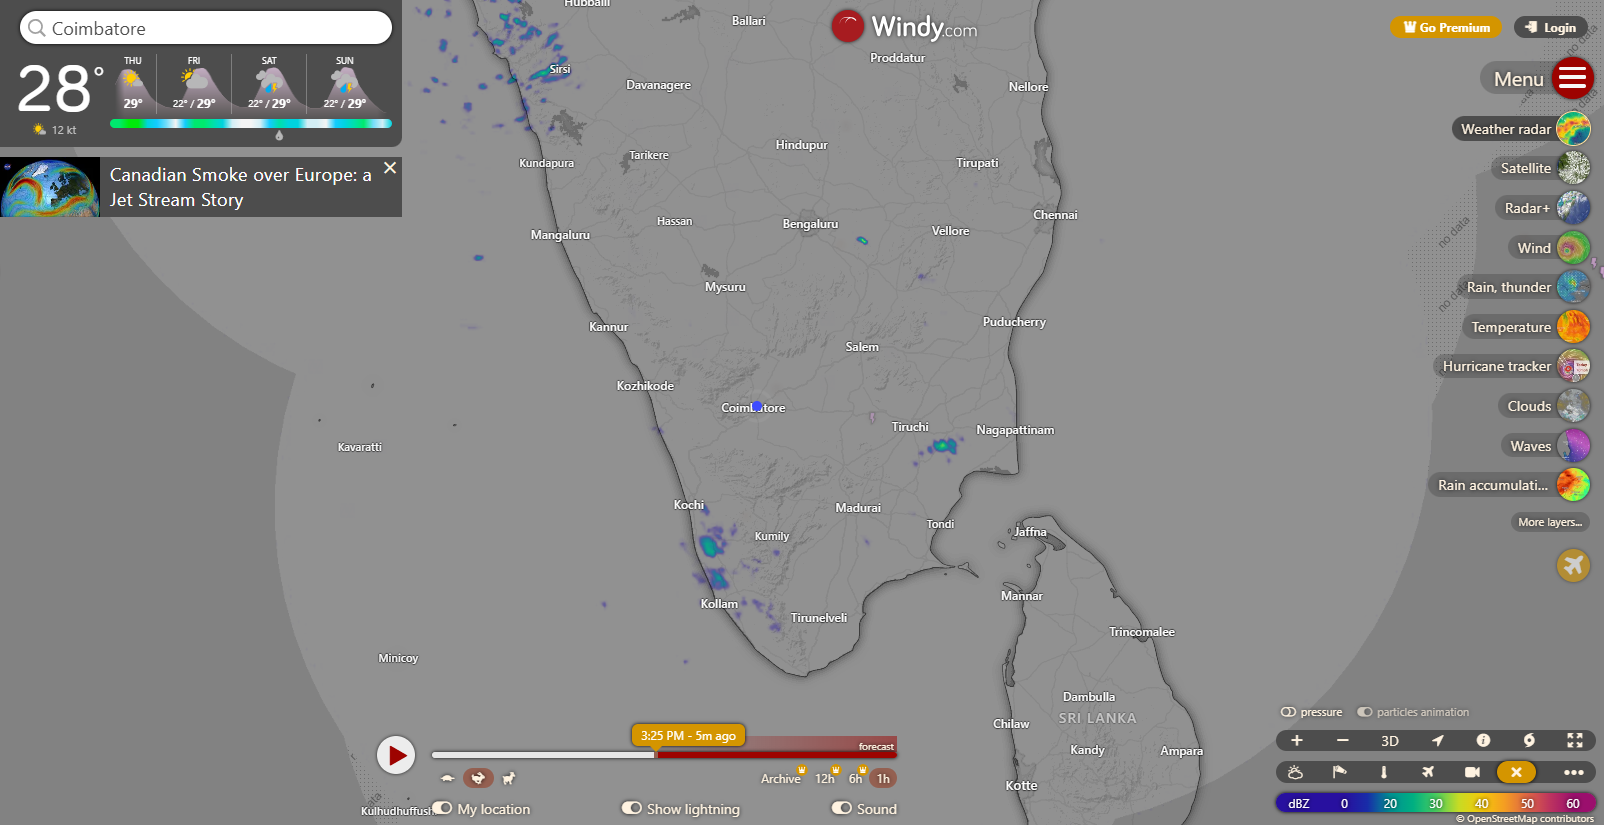 Coimbatore
28°
12 kt
THU
FRI
SAT
SUN
29°
22° / 29°
22° / 29°
22° / 29°
Canadian Smoke over Europe: a
Jet Stream Story
Windy.com
Go Premium
Login
Menu
Weather radar
Satellite
Radar+
Wind
Rain, thunder
Temperature
Hurricane tracker
Clouds
Waves
Rain accumulati...
More layers...
no data
no data
no data
no data
Hubballi
Ballari
Proddatur
Sirsi
Davanagere
Nellore
Hindupur
Kundapura
Tarikere
Tirupati
Hassan
Bengaluru
Chennai
Mangaluru
Vellore
Mysuru
Kannur
Puducherry
Salem
Kozhikode
Coimbatore
Tiruchi
Nagapattinam
Kavaratti
Kochi
Madurai
Tondi
Jaffna
Kumily
Kollam
Mannar
Tirunelveli
Trincomalee
Minicoy
Dambulla
SRI LANKA
Chilaw
Kandy
Ampara
Kotte
Kulhudhuffush
3:25 PM - 5m ago
forecast
Archive
12h
6h
1h
My location
Show lightning
Sound
pressure
particles animation
3D
dBZ
0
20
30
40
50
60
© OpenStreetMap contributors